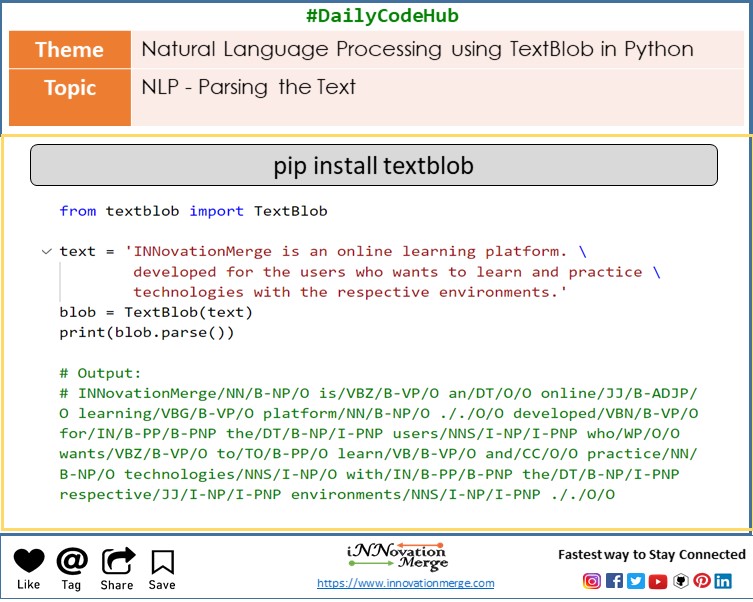 #DailyCodeHub
Theme
Natural Language Processing using TextBlob in Python
Topic
NLP - Parsing the Text
pip install textblob
from textblob import TextBlob
text = 'INNovationMerge is an online learning platform. \
developed for the users who wants to learn and practice \
technologies with the respective environments.'
blob = TextBlob(text)
print(blob.parse())
# Output:
# INNovationMerge/NN/B-NP/O is/VBZ/B-VP/O an/DT/O/O online/JJ/B-ADJP/
O learning/VBG/B-VP/O platform/NN/B-NP/O ././O/O developed/VBN/B-VP/O
for/IN/B-PP/B-PNP the/DT/B-NP/I-PNP users/NNS/I-NP/I-PNP who/WP/O/O
wants/VBZ/B-VP/O to/TO/B-PP/O learn/VB/B-VP/O and/CC/O/O practice/NN/
B-NP/O technologies/NNS/I-NP/O with/IN/B-PP/B-PNP the/DT/B-NP/I-PNP
respective/JJ/I-NP/I-PNP environments/NNS/I-NP/I-PNP ././O/O
Like
Tag
Share
Save
iNNovation
Merge
https://www.innovationmerge.com
Fastest way to Stay Connected